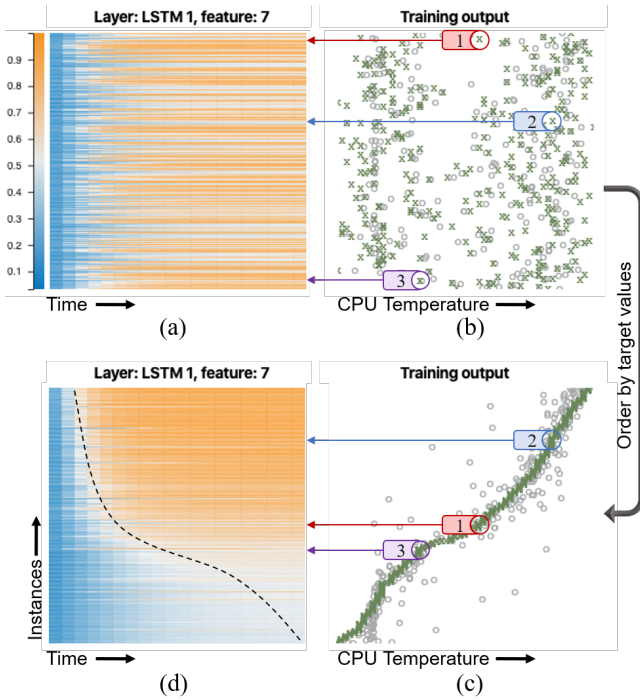 Layer: LSTM 1, feature: 7
Training output
0.9
0.8
0.7
0.6
0.5
0.4
0.3
0.2
0.1
1
2
3
Time
CPU Temperature
(a)
(b)
Order by target values
Layer: LSTM 1, feature: 7
Training output
2
1
3
Instances
Time
CPU Temperature
(d)
(c)